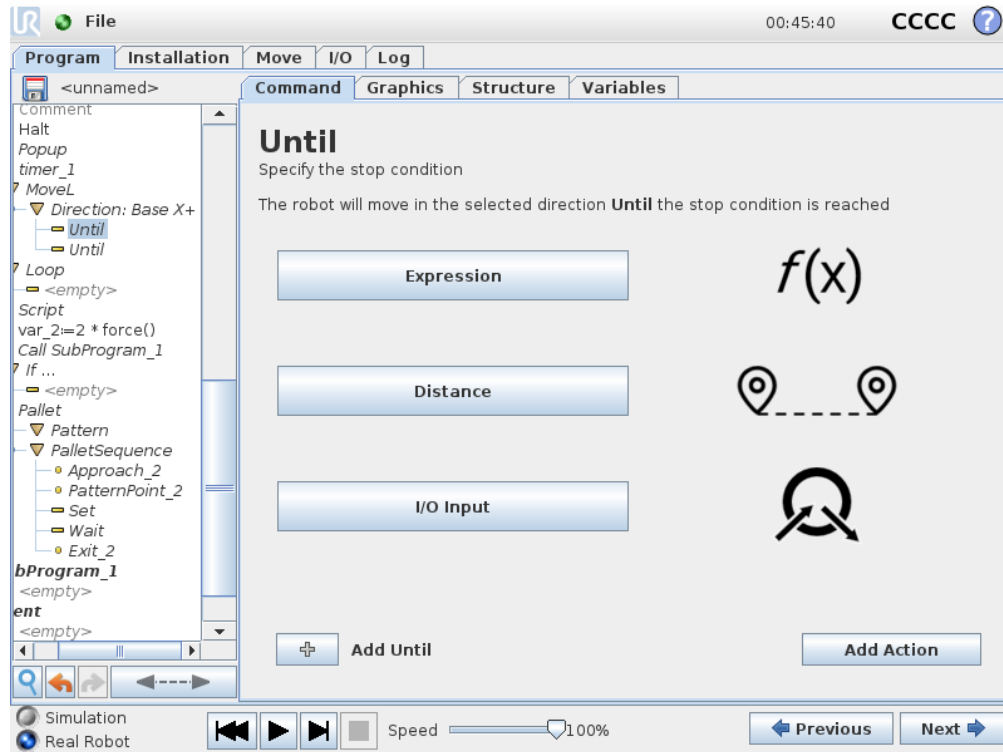 UR File 00:45:40 CCCC ?
Program Installation Move I/O Log
<unnamed> Command Graphics Structure Variables
Comment
Halt
Popup
timer_1
MoveL
Direction: Base X+
Until
Until
Loop
<empty>
Script
var_2:=2 * force()
Call SubProgram_1
If ...
<empty>
Pallet
Pattern
PalletSequence
Approach_2
PatternPoint_2
Set
Wait
Exit_2
bProgram_1
<empty>
ent
<empty>
Until
Specify the stop condition
The robot will move in the selected direction Until the stop condition is reached
Expression f(x)
Distance
I/O Input
Add Until Add Action
Simulation
Real Robot
Speed 100%
Previous Next